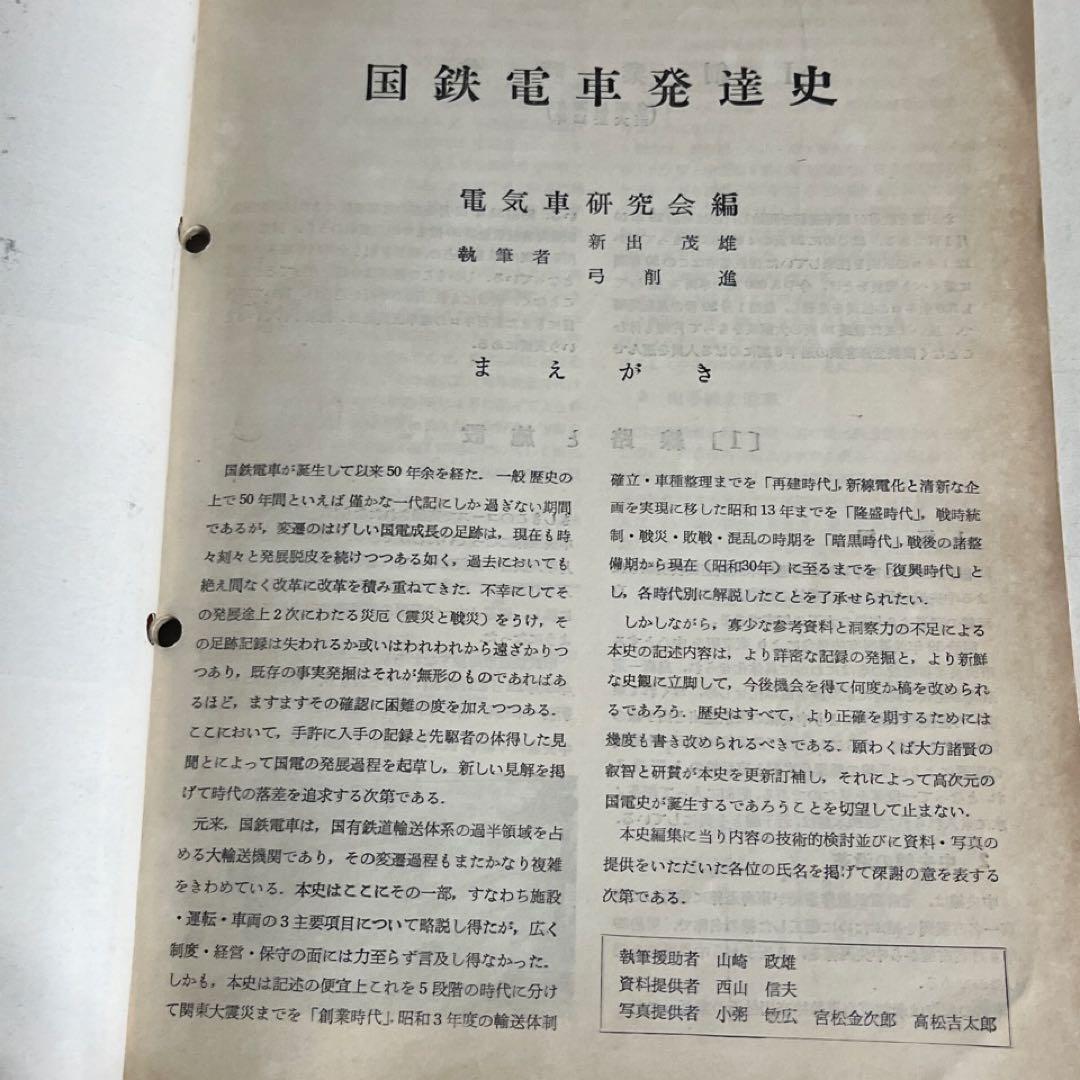 国鉄電車発達史
電気車研究会編
執筆者
新出 茂雄
弓削 進
まえがき
国鉄電車が誕生して以来50年余を経た．一般歴史の
上で50年間といえば僅かな一代記にしか過ぎない期間
であるが，変遷のはげしい国電成長の足跡は，現在も時
々刻々と発展脱皮を続けつつある如く，過去においても
絶え間なく改革に改革を積み重ねてきた．不幸にしてそ
の発展途上2次にわたる災厄（震災と戦災）をうけ，そ
の足跡記録は失われるか或いはわれわれから遠ざかりつ
つあり，既存の事実発掘はそれが無形のものであればあ
るほど，ますますその確認に困難の度を加えつつある．
ここにおいて，手許に入手の記録と先駆者の体得した見
聞とによって国電の発展過程を起草し，新しい見解を掲
げて時代の落差を追求する次第である．
元来，国鉄電車は，国有鉄道輸送体系の過半領域を占
める大輸送機関であり，その変遷過程もまたかなり複雑
をきわめている．本史はここにその一部，すなわち施設
・運転・車両の3主要項目について略説し得たが，広く
制度・経営・保守の面には力至らず言及し得なかった．
しかも，本史は記述の便宜上これを5段階の時代に分け
て関東大震災までを「創業時代」，昭和3年度の輸送体制
確立・車種整理までを「再建時代」，新線電化と清新な企
画を実現に移した昭和13年までを「隆盛時代」，戦時統
制・戦災・敗戦・混乱の時期を「暗黒時代」，戦後の諸整
備期から現在（昭和30年）に至るまでを「復興時代」と
し，各時代別に解説したことを了承せられたい．
しかしながら，寡少な参考資料と洞察力の不足による
本史の記述内容は，より詳密な記録の発掘と，より新鮮
な史観に立脚して，今後機会を得て何度か稿を改められ
るであろう．歴史はすべて，より正確を期するためには
幾度も書き改められるべきである．願わくば大方諸賢の
叡智と研賛が本史を更新訂補し，それによって高次元の
国電史が誕生するであろうことを切望して止まない．
本史編集に当り内容の技術的検討並びに資料・写真の
提供をいただいた各位の氏名を掲げて深謝の意を表する
次第である．
執筆援助者 山崎 政雄
資料提供者 西山 信夫
写真提供者 小粥 敏広 宮松金次郎 高松吉太郎